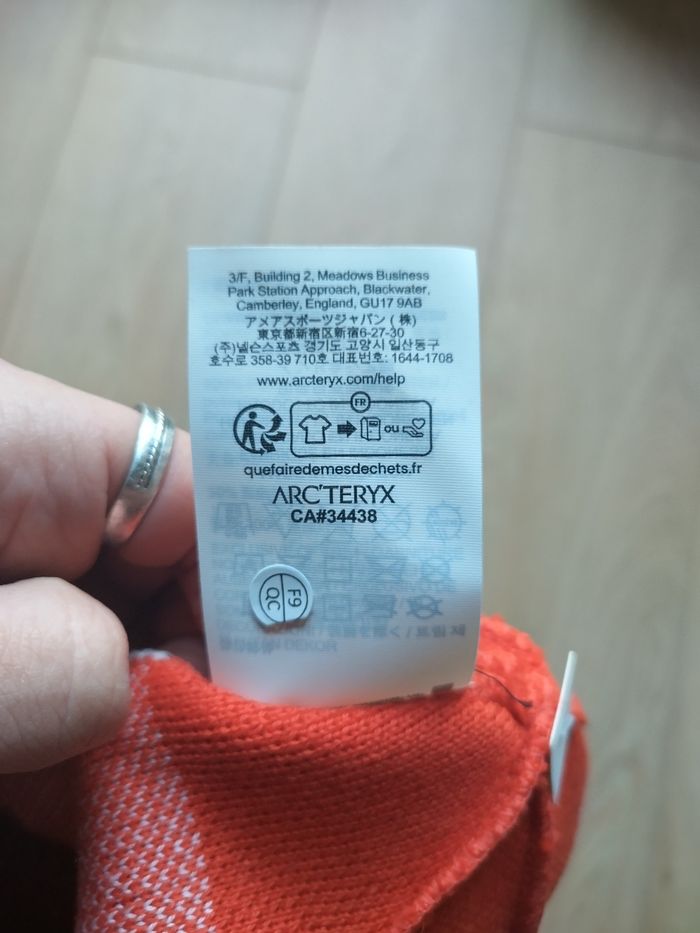 3/F, Building 2, Meadows Business
Park Station Approach, Blackwater,
Camberley, England, GU17 9AB
アメアスポーツジャパン (株)
東京都新宿区新宿6-27-30
(주)넬슨스포츠 경기도 고양시 일산동구
호수로 358-39 710호 대표번호: 1644-1708
www.arcteryx.com/help
FR
ou
quefairedemesdechets.fr
ARC'TERYX
CA#34438
F9
QC
DEKOR